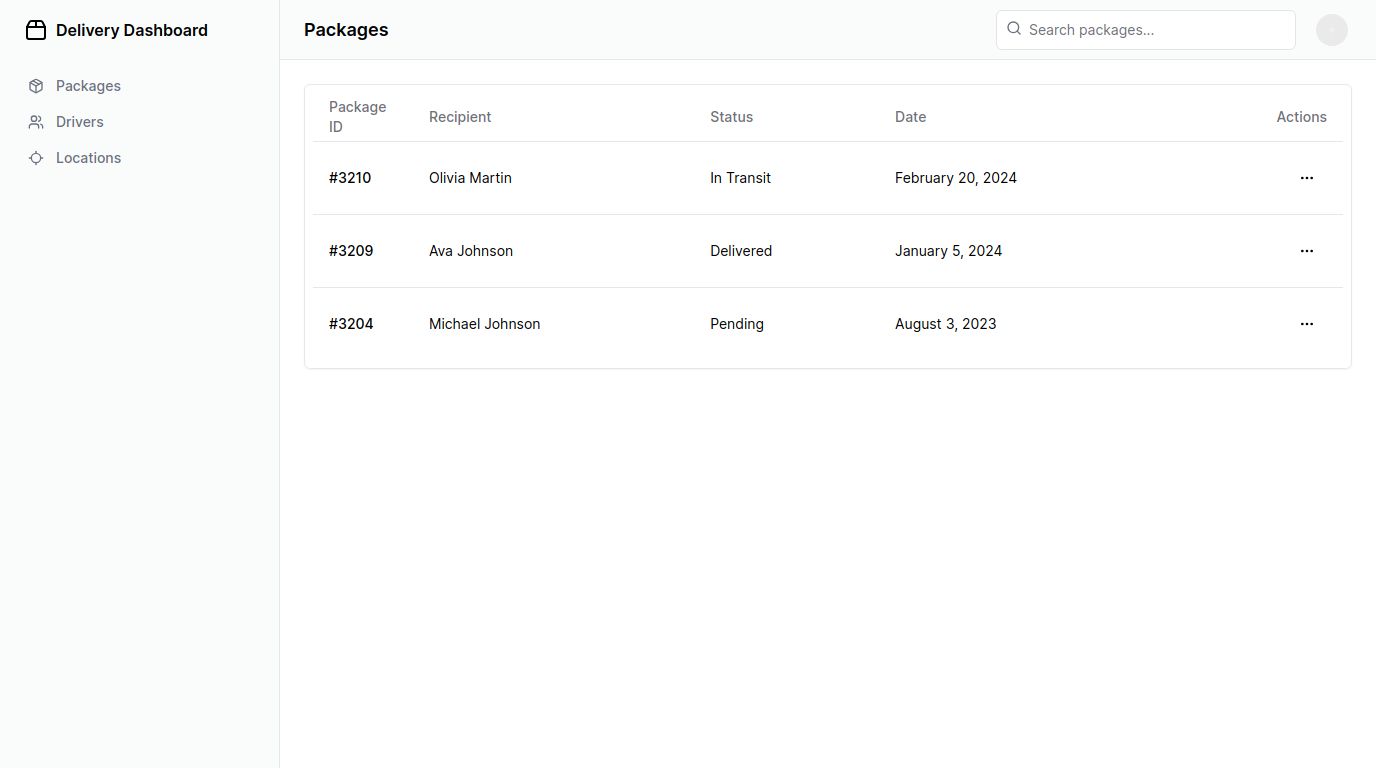 Delivery Dashboard
Packages
Drivers
Locations
Packages
Search packages...
Package ID Recipient Status Date Actions
#3210 Olivia Martin In Transit February 20, 2024
#3209 Ava Johnson Delivered January 5, 2024
#3204 Michael Johnson Pending August 3, 2023